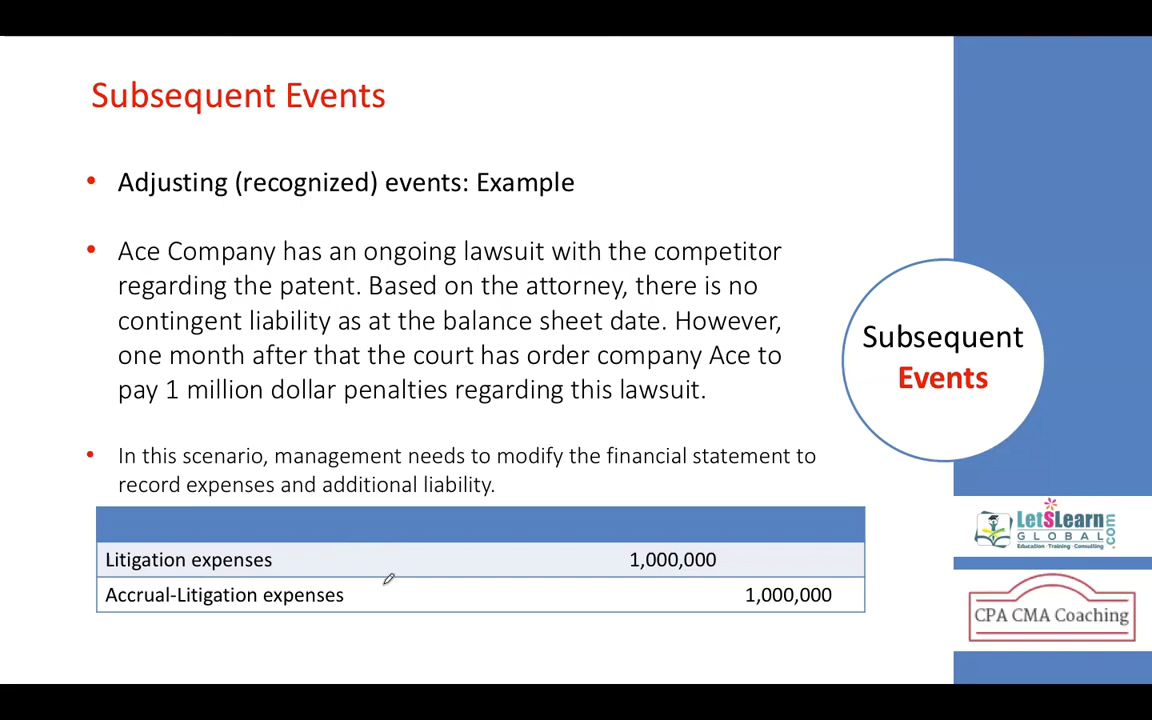 Subsequent Events
• Adjusting (recognized) events: Example
• Ace Company has an ongoing lawsuit with the competitor
regarding the patent. Based on the attorney, there is no
contingent liability as at the balance sheet date. However,
one month after that the court has order company Ace to
pay 1 million dollar penalties regarding this lawsuit.
• In this scenario, management needs to modify the financial statement to
record expenses and additional liability.
Litigation expenses 1,000,000
Accrual-Litigation expenses 1,000,000
Subsequent
Events
LetSLearn
GLOBAL
.com
Education · Training · Consulting
CPA CMA Coaching